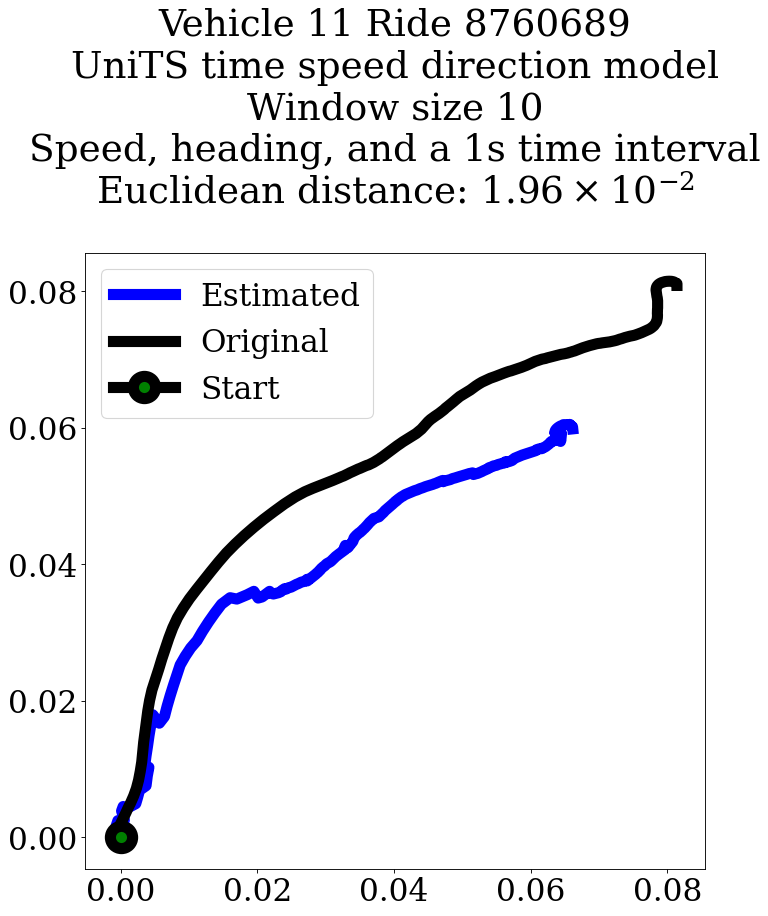 Vehicle 11 Ride 8760689
UniTS time speed direction model
Window size 10
Speed, heading, and a 1s time interval
Euclidean distance: 1.96 × 10⁻²
Estimated
Original
Start
0.08
0.06
0.04
0.02
0.00
0.00 0.02 0.04 0.06 0.08